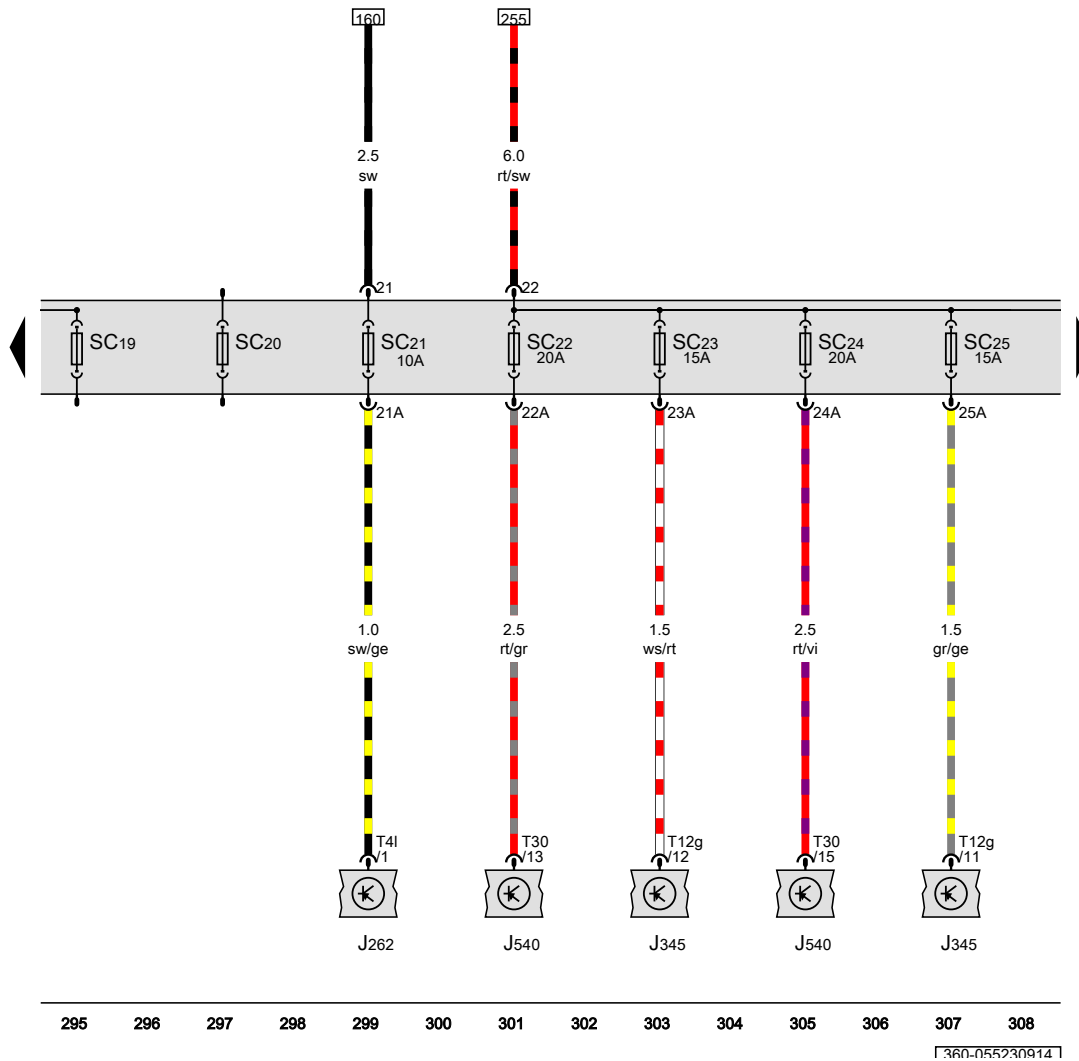 160 255
2.5 6.0
sw rt/sw
21 22
SC19 SC20 SC21 SC22 SC23 SC24 SC25
10A 20A 15A 20A 15A
21A 22A 23A 24A 25A
1.0 2.5 1.5 2.5 1.5
sw/ge rt/gr ws/rt rt/vi gr/ge
T4l T30 T12g T30 T12g
/1 /13 /12 /15 /11
J262 J540 J345 J540 J345
295 296 297 298 299 300 301 302 303 304 305 306 307 308
360-055230914